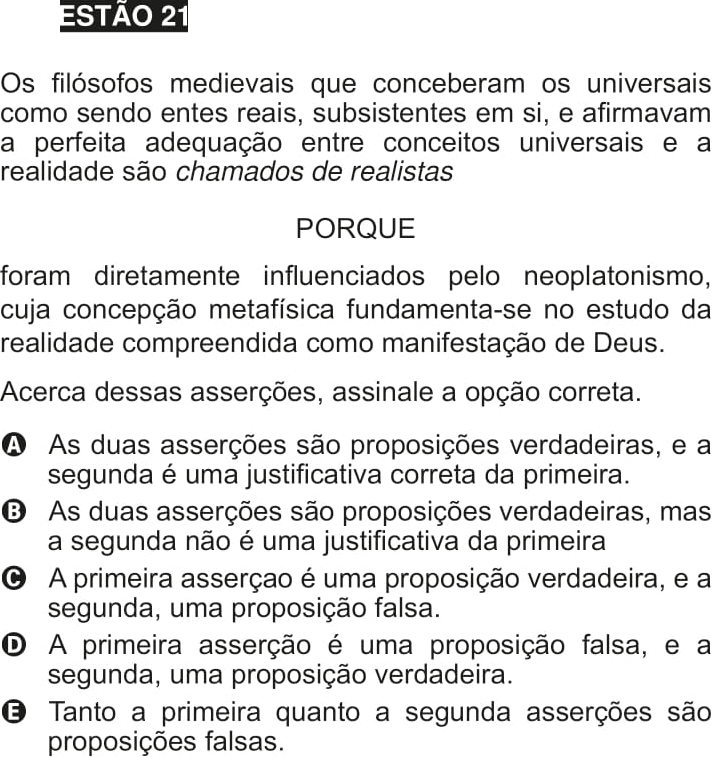 ESTÃO 21
Os filósofos medievais que conceberam os universais
como sendo entes reais, subsistentes em si, e afirmavam
a perfeita adequação entre conceitos universais e a
realidade são chamados de realistas
PORQUE
foram diretamente influenciados pelo neoplatonismo,
cuja concepção metafísica fundamenta-se no estudo da
realidade compreendida como manifestação de Deus.
Acerca dessas asserções, assinale a opção correta.
A As duas asserções são proposições verdadeiras, e a
segunda é uma justificativa correta da primeira.
B As duas asserções são proposições verdadeiras, mas
a segunda não é uma justificativa da primeira
C A primeira asserçao é uma proposição verdadeira, e a
segunda, uma proposição falsa.
D A primeira asserção é uma proposição falsa, e a
segunda, uma proposição verdadeira.
E Tanto a primeira quanto a segunda asserções são
proposições falsas.